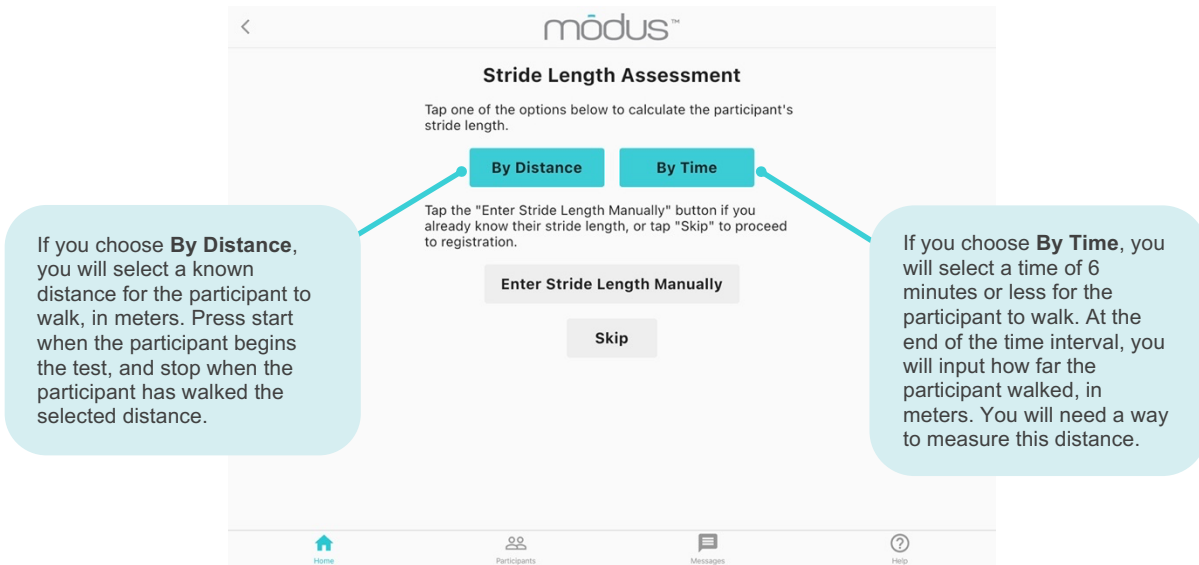 mōdus™
Stride Length Assessment
Tap one of the options below to calculate the participant's
stride length.
By Distance
By Time
Tap the "Enter Stride Length Manually" button if you
already know their stride length, or tap "Skip" to proceed
to registration.
Enter Stride Length Manually
Skip
If you choose By Distance,
you will select a known
distance for the participant to
walk, in meters. Press start
when the participant begins
the test, and stop when the
participant has walked the
selected distance.
If you choose By Time, you
will select a time of 6
minutes or less for the
participant to walk. At the
end of the time interval, you
will input how far the
participant walked, in
meters. You will need a way
to measure this distance.
Home
Participants
Messages
Help